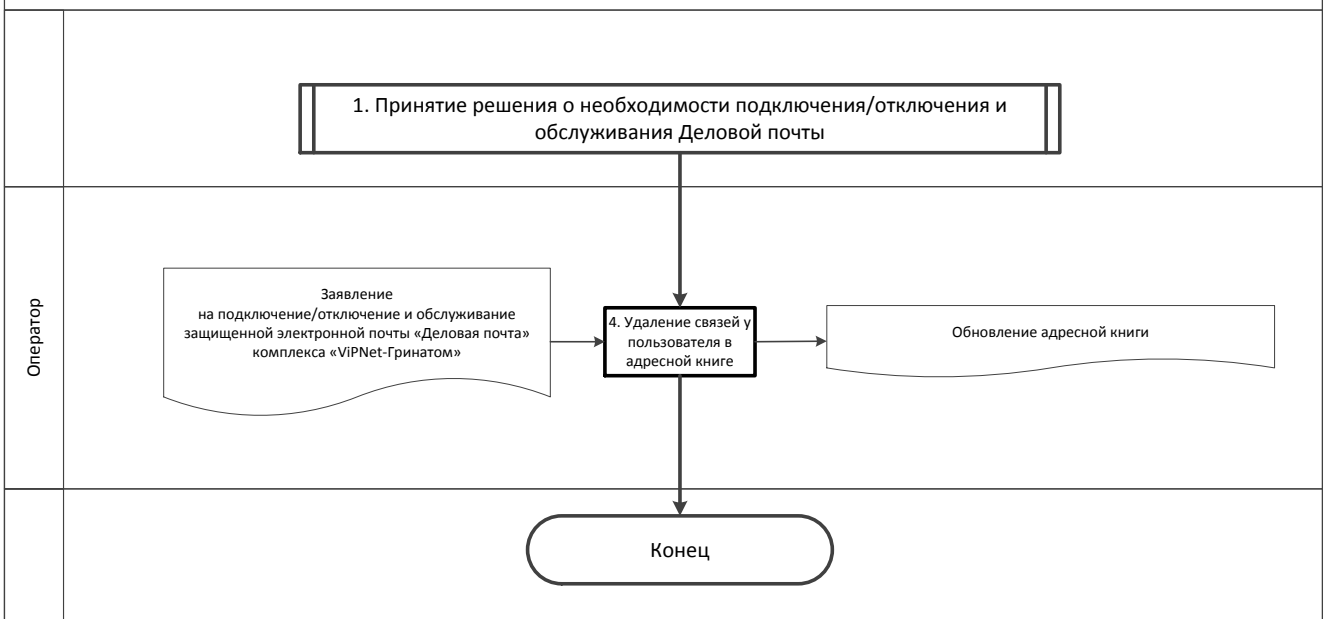 1. Принятие решения о необходимости подключения/отключения и
обслуживания Деловой почты
Оператор
Заявление
на подключение/отключение и обслуживание
защищенной электронной почты «Деловая почта»
комплекса «ViPNet-Гринатом»
4. Удаление связей у
пользователя в
адресной книге
Обновление адресной книги
Конец